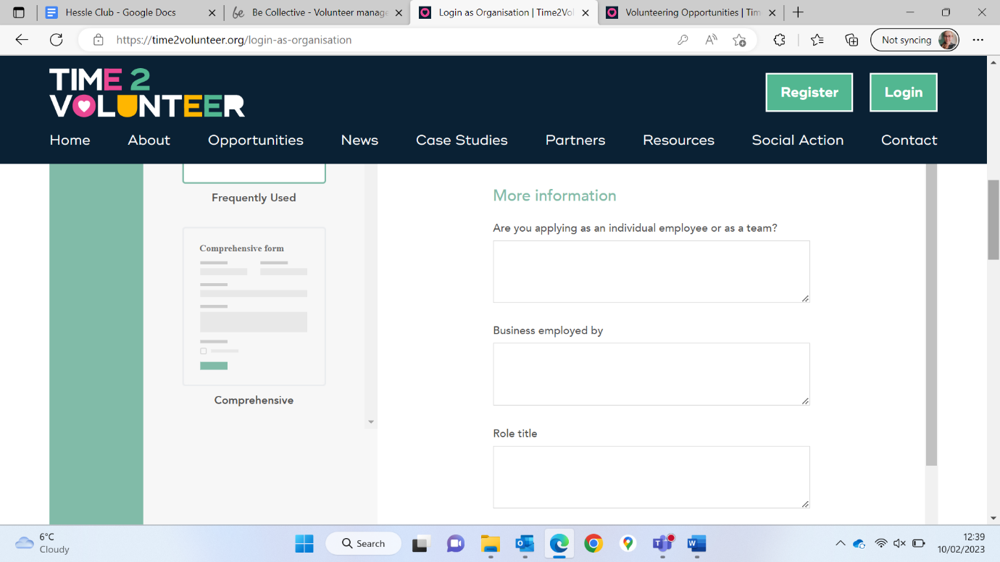 Hessle Club - Google Docs
be Be Collective - Volunteer manage
Login as Organisation | Time2Vol
Volunteering Opportunities | Tim
https://time2volunteer.org/login-as-organisation
Not syncing
TIME 2
VOLUNTEER
Register
Login
Home
About
Opportunities
News
Case Studies
Partners
Resources
Social Action
Contact
Frequently Used
Comprehensive form
Comprehensive
More information
Are you applying as an individual employee or as a team?
Business employed by
Role title
6°C
Cloudy
Search
12:39
10/02/2023